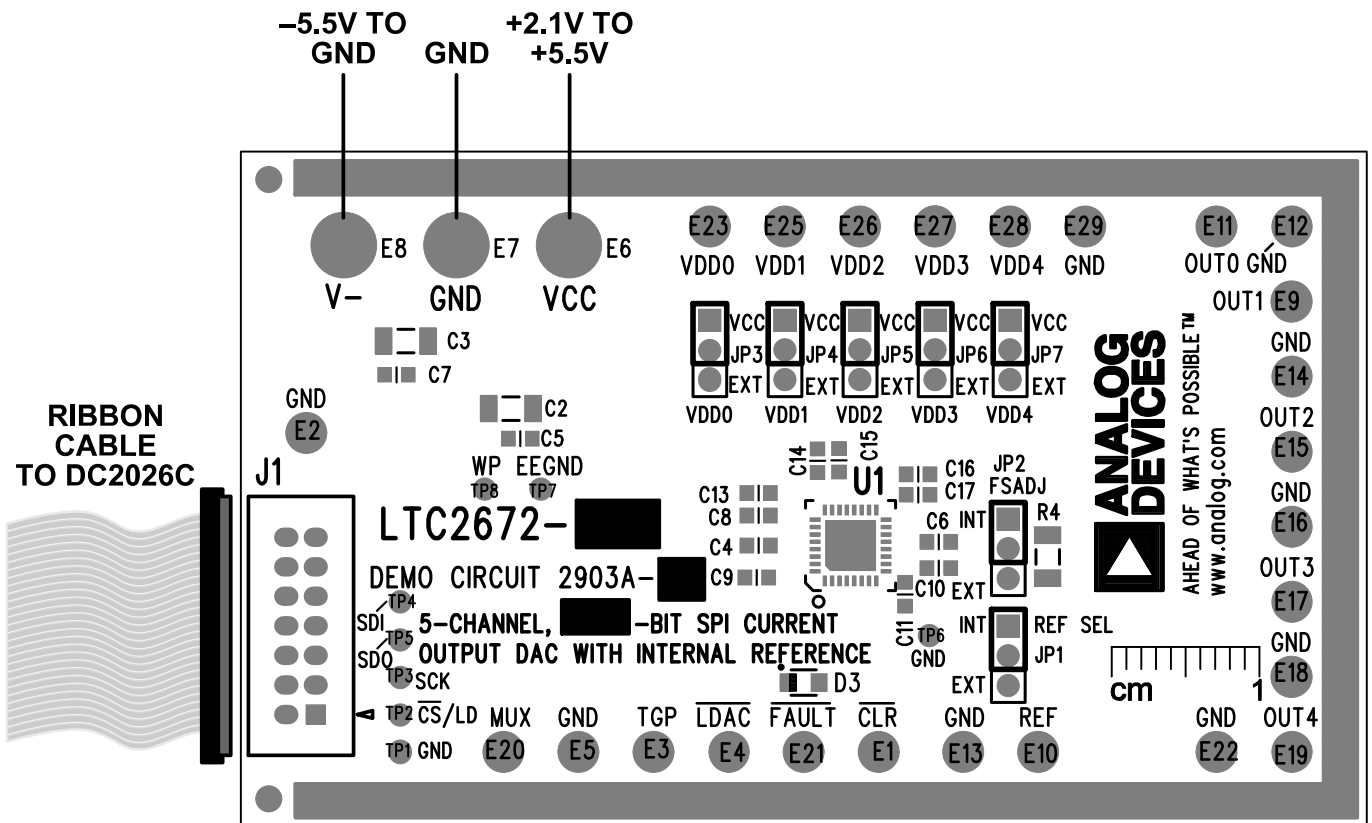 –5.5V TO
GND
GND
+2.1V TO
+5.5V
E8
E7
E6
V-
GND
VCC
E23
E25
E26
E27
E28
E29
E11
E12
VDD0
VDD1
VDD2
VDD3
VDD4
GND
OUT0
GND
OUT1
E9
VCC
VCC
VCC
VCC
VCC
JP3
JP4
JP5
JP6
JP7
EXT
EXT
EXT
EXT
EXT
VDD0
VDD1
VDD2
VDD3
VDD4
C3
C7
GND
E2
C2
C5
WP
EEGND
TP8
TP7
RIBBON
CABLE
TO DC2026C
J1
C14
C15
U1
C16
C17
C13
C8
C4
C9
C6
C10
C11
JP2
FSADJ
INT
EXT
R4
LTC2672-
DEMO CIRCUIT 2903A-
5-CHANNEL,
-BIT SPI CURRENT
OUTPUT DAC WITH INTERNAL REFERENCE
TP4
SDI
TP5
SDO
TP3
SCK
TP2
CS/LD
TP1
GND
TP6
GND
INT
REF SEL
JP1
EXT
D3
MUX
GND
TGP
LDAC
FAULT
CLR
GND
REF
E20
E5
E3
E4
E21
E1
E13
E10
ANALOG
DEVICES
AHEAD OF WHAT'S POSSIBLE™
www.analog.com
GND
E14
OUT2
E15
GND
E16
OUT3
E17
GND
E18
cm
1
GND
OUT4
E22
E19